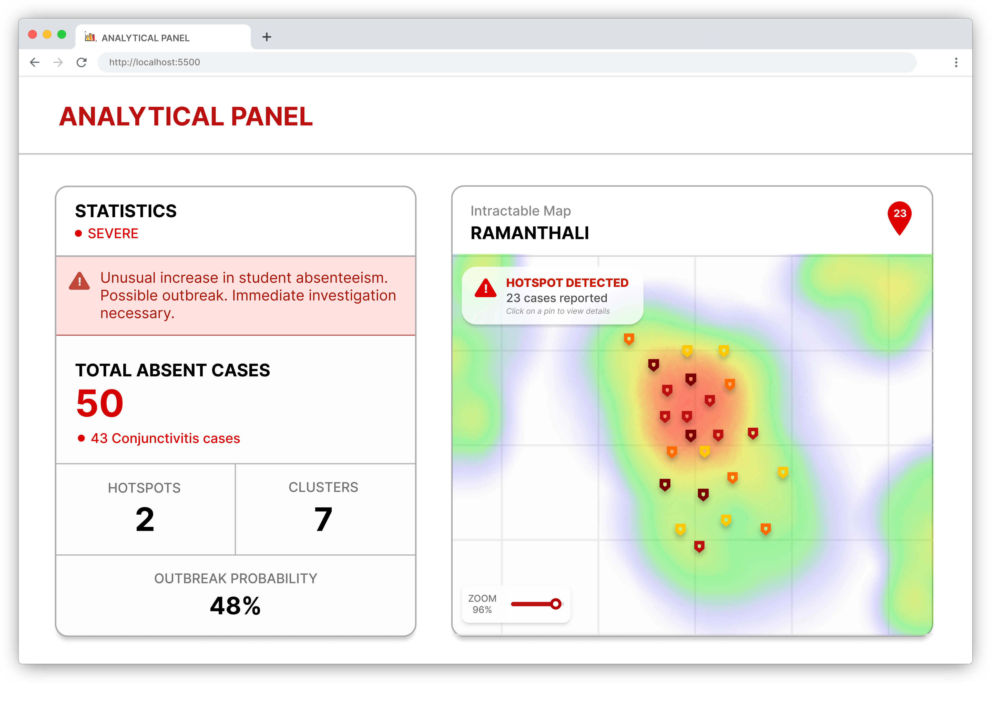 ANALYTICAL PANEL
http://localhost:5500
ANALYTICAL PANEL
STATISTICS
SEVERE
Unusual increase in student absenteeism.
Possible outbreak. Immediate investigation
necessary.
TOTAL ABSENT CASES
50
43 Conjunctivitis cases
HOTSPOTS
2
CLUSTERS
7
OUTBREAK PROBABILITY
48%
Intractable Map
RAMANTHALI
23
HOTSPOT DETECTED
23 cases reported
Click on a pin to view details
ZOOM
96%